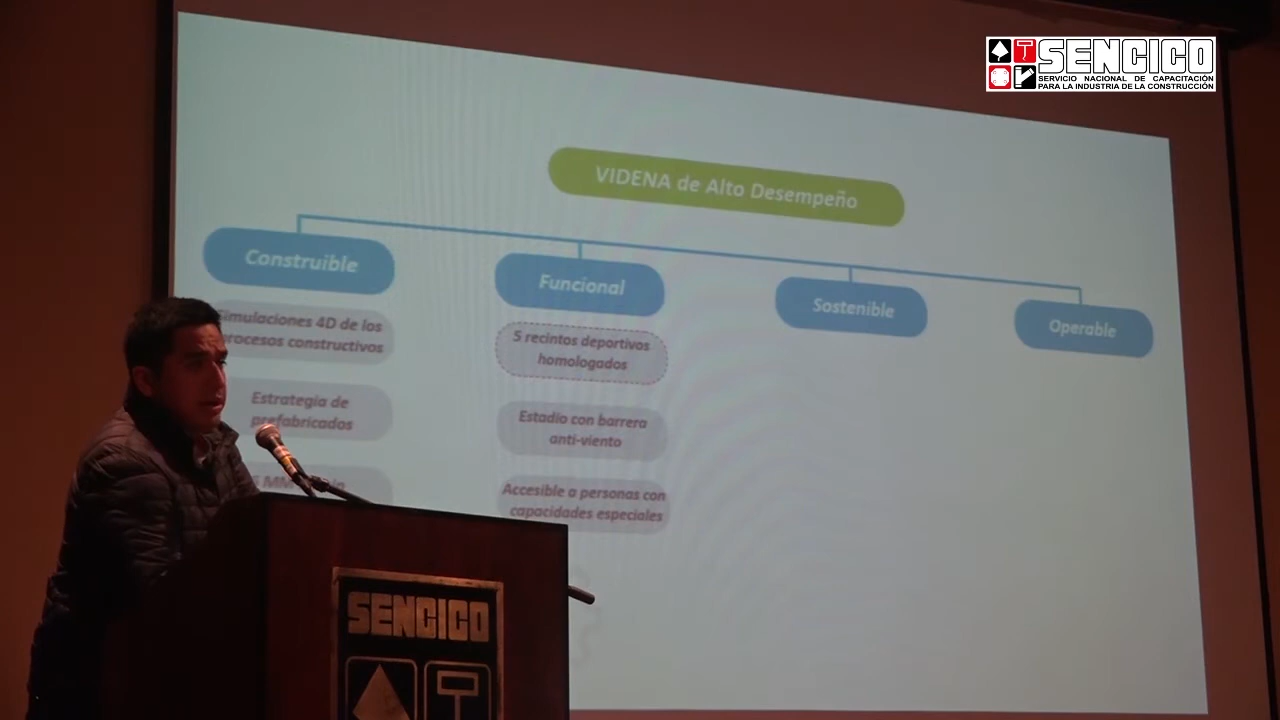 SENCICO
SERVICIO NACIONAL DE CAPACITACIÓN
PARA LA INDUSTRIA DE LA CONSTRUCCIÓN
VIDENA de Alto Desempeño
Construible
Funcional
Sostenible
Operable
Simulaciones 4D de los
procesos constructivos
Estrategia de
prefabricados
5 recintos deportivos
homologados
Estadio con barrera
anti-viento
Accesible a personas con
capacidades especiales
SENCICO